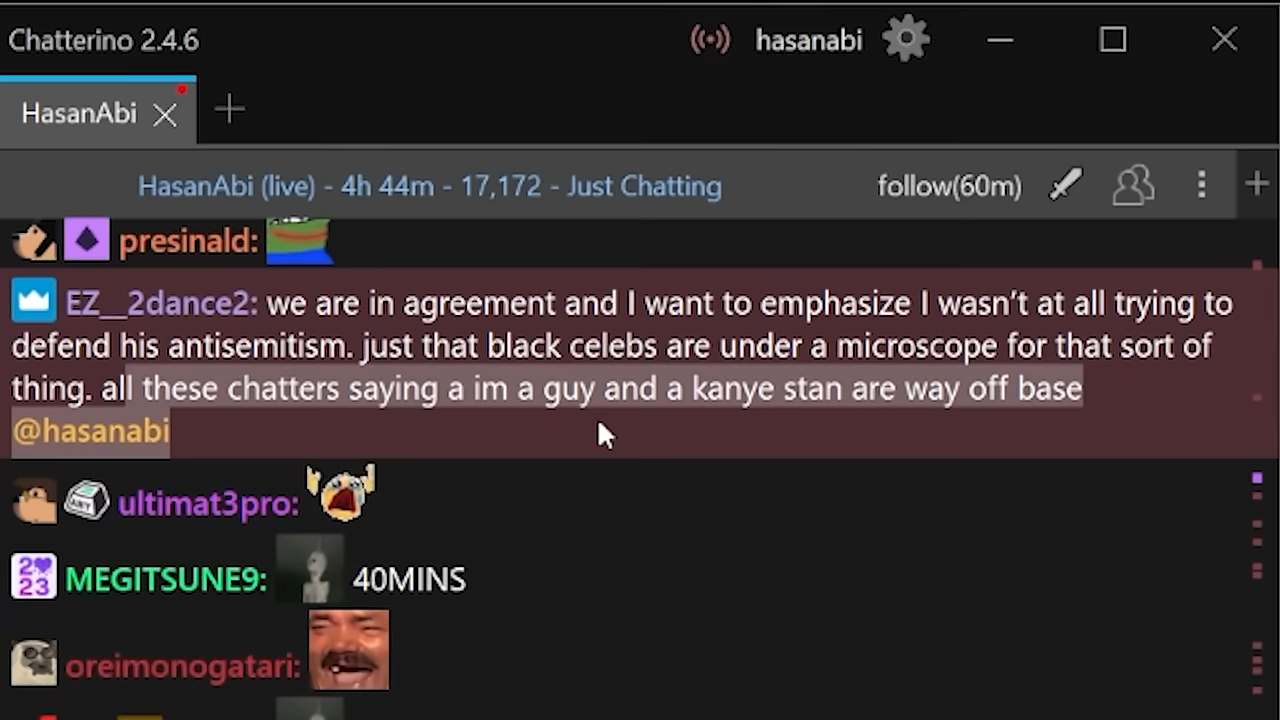 Chatterino 2.4.6
hasanabi
HasanAbi
HasanAbi (live) - 4h 44m - 17,172 - Just Chatting
follow(60m)
presinald:
EZ__2dance2: we are in agreement and I want to emphasize I wasn't at all trying to
defend his antisemitism. just that black celebs are under a microscope for that sort of
thing. all these chatters saying a im a guy and a kanye stan are way off base
@hasanabi
ultimat3pro:
2023 MEGITSUNE9: 40MINS
oreimonogatari: